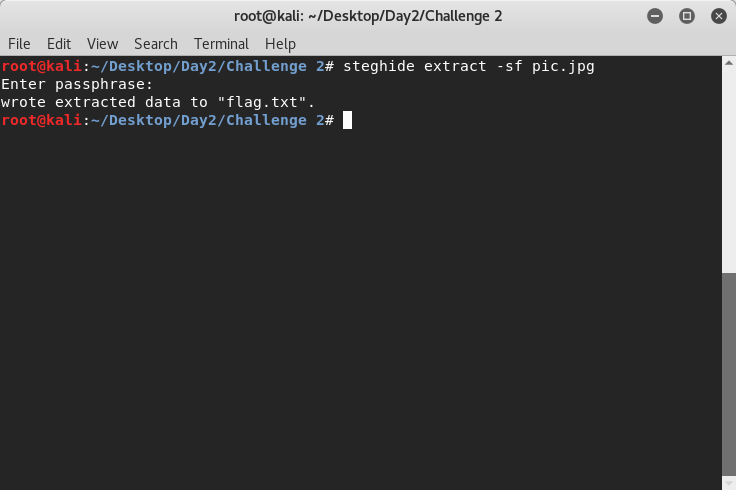 root@kali: ~/Desktop/Day2/Challenge 2
File Edit View Search Terminal Help
root@kali:~/Desktop/Day2/Challenge 2# steghide extract -sf pic.jpg
Enter passphrase:
wrote extracted data to "flag.txt".
root@kali:~/Desktop/Day2/Challenge 2#